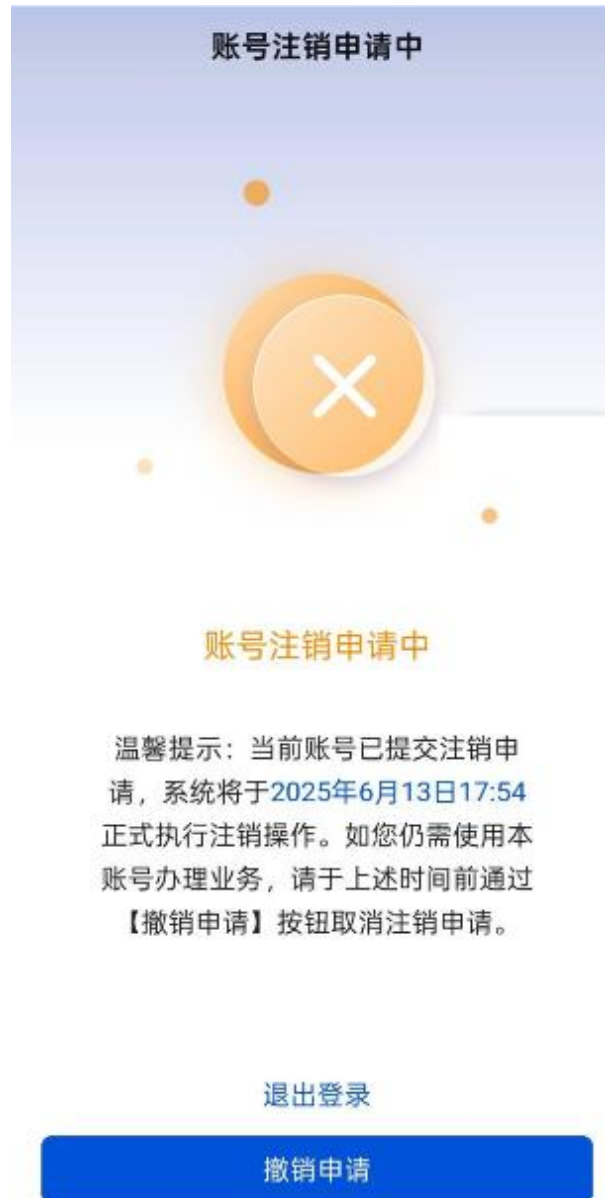 账号注销申请中
账号注销申请中
温馨提示：当前账号已提交注销申
请，系统将于2025年6月13日17:54
正式执行注销操作。如您仍需使用本
账号办理业务，请于上述时间前通过
【撤销申请】按钮取消注销申请。
退出登录
撤销申请